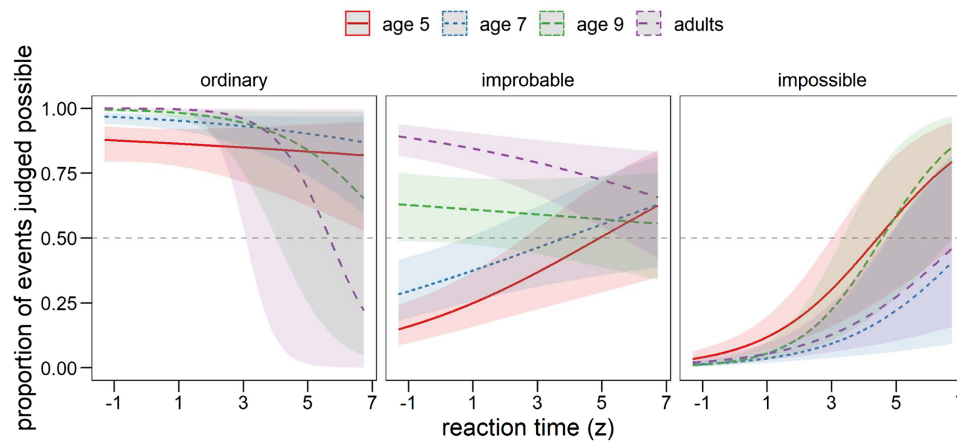 age 5 age 7 age 9 adults
ordinary improbable impossible
proportion of events judged possible
1.00
0.75
0.50
0.25
0.00
-1 1 3 5 7 -1 1 3 5 7 -1 1 3 5
reaction time (z)